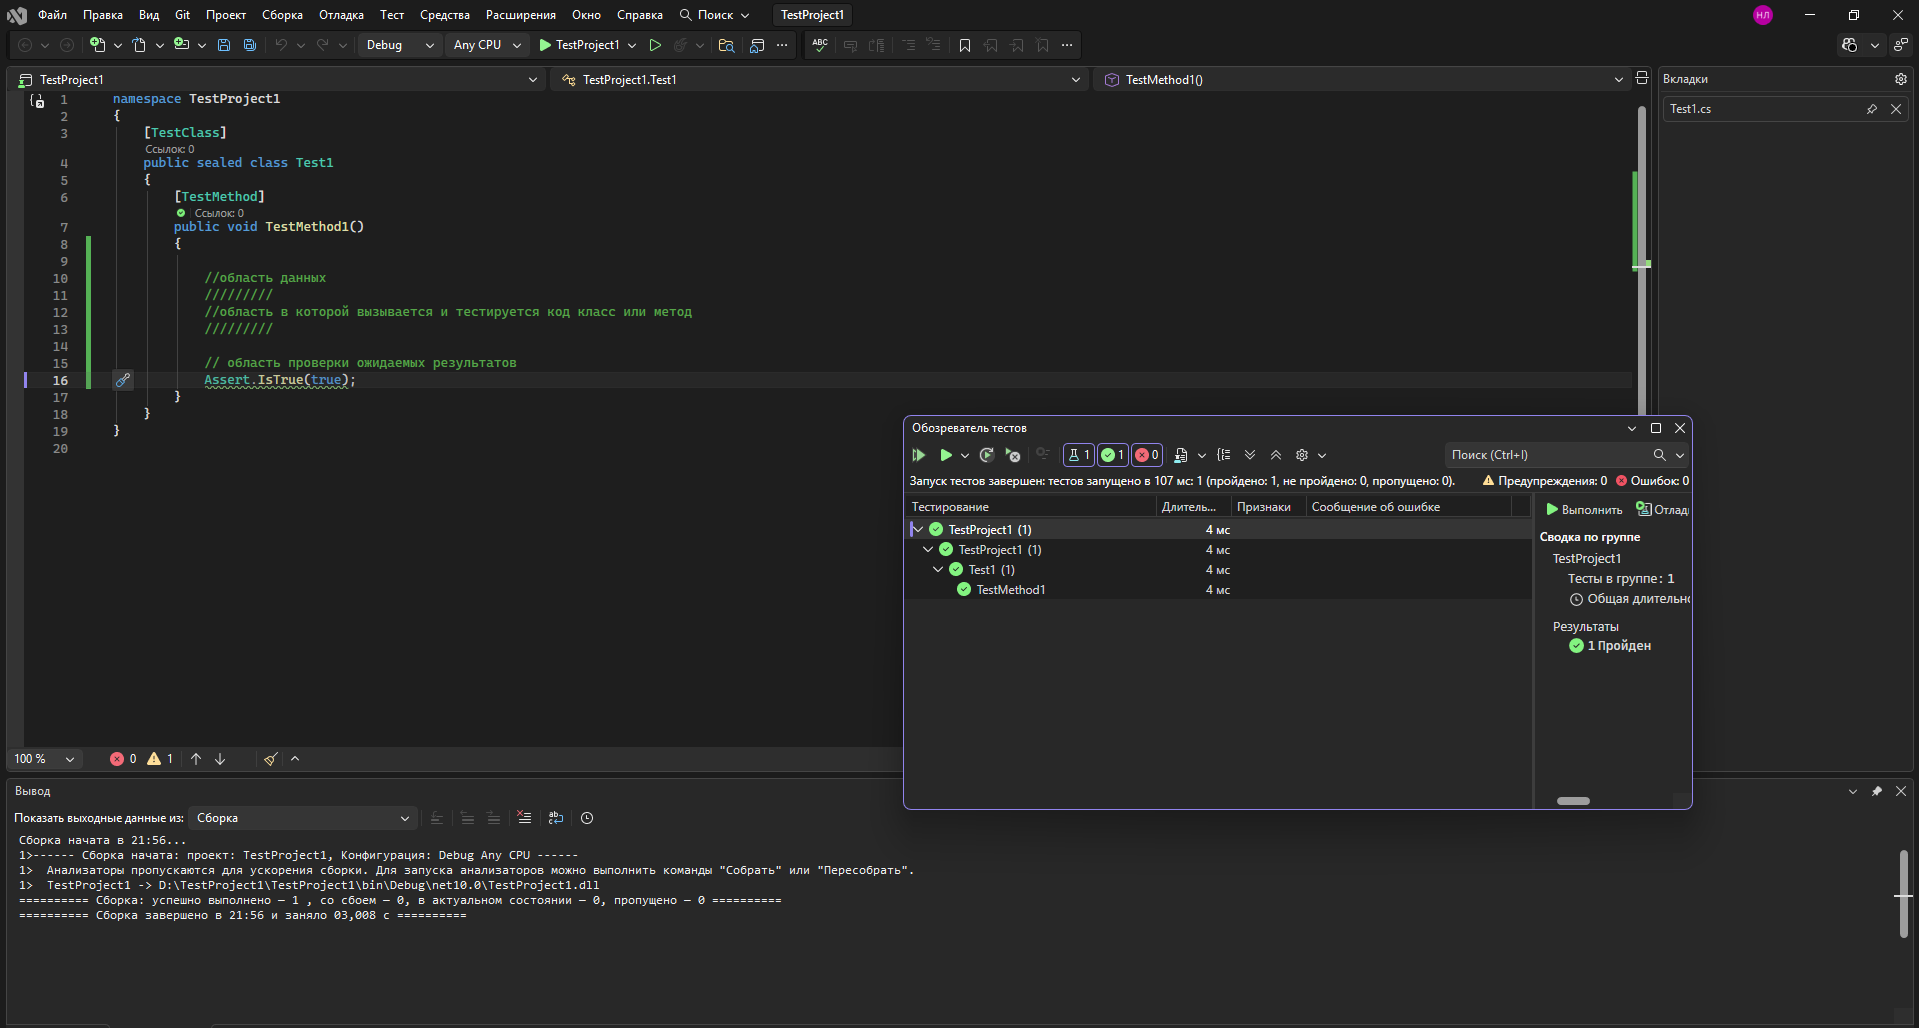 Файл Правка Вид Git Проект Сборка Отладка Тест Средства Расширения Окно Справка Поиск TestProject1 НЛ
Debug Any CPU TestProject1 ABC
TestProject1 TestProject1.Test1 TestMethod1()
Вкладки
Test1.cs
1 namespace TestProject1
2 {
3 [TestClass]
Ссылок: 0
4 public sealed class Test1
5 {
6 [TestMethod]
Ссылок: 0
7 public void TestMethod1()
8 {
9
10 //область данных
11 /////////
12 //область в которой вызывается и тестируется код класс или метод
13 /////////
14
15 // область проверки ожидаемых результатов
16 Assert.IsTrue(true);
17 }
18 }
19 }
20
Обозреватель тестов
1 1 0 Поиск (Ctrl+I)
Запуск тестов завершен: тестов запущено в 107 мс: 1 (пройдено: 1, не пройдено: 0, пропущено: 0). Предупреждения: 0 Ошибок: 0
Тестирование Длитель... Признаки Сообщение об ошибке
TestProject1 (1) 4 мс
TestProject1 (1) 4 мс
Test1 (1) 4 мс
TestMethod1 4 мс
Выполнить Отлад
Сводка по группе
TestProject1
Тесты в группе: 1
Общая длительно
Результаты
1 Пройден
100 % 0 1
Вывод
Показать выходные данные из: Сборка
Сборка начата в 21:56...
1>------ Сборка начата: проект: TestProject1, Конфигурация: Debug Any CPU ------
1> Анализаторы пропускаются для ускорения сборки. Для запуска анализаторов можно выполнить команды "Собрать" или "Пересобрать".
1> TestProject1 -> D:\TestProject1\TestProject1\bin\Debug\net10.0\TestProject1.dll
========== Сборка: успешно выполнено — 1 , со сбоем — 0, в актуальном состоянии — 0, пропущено — 0 ==========
========== Сборка завершено в 21:56 и заняло 03,008 с ==========